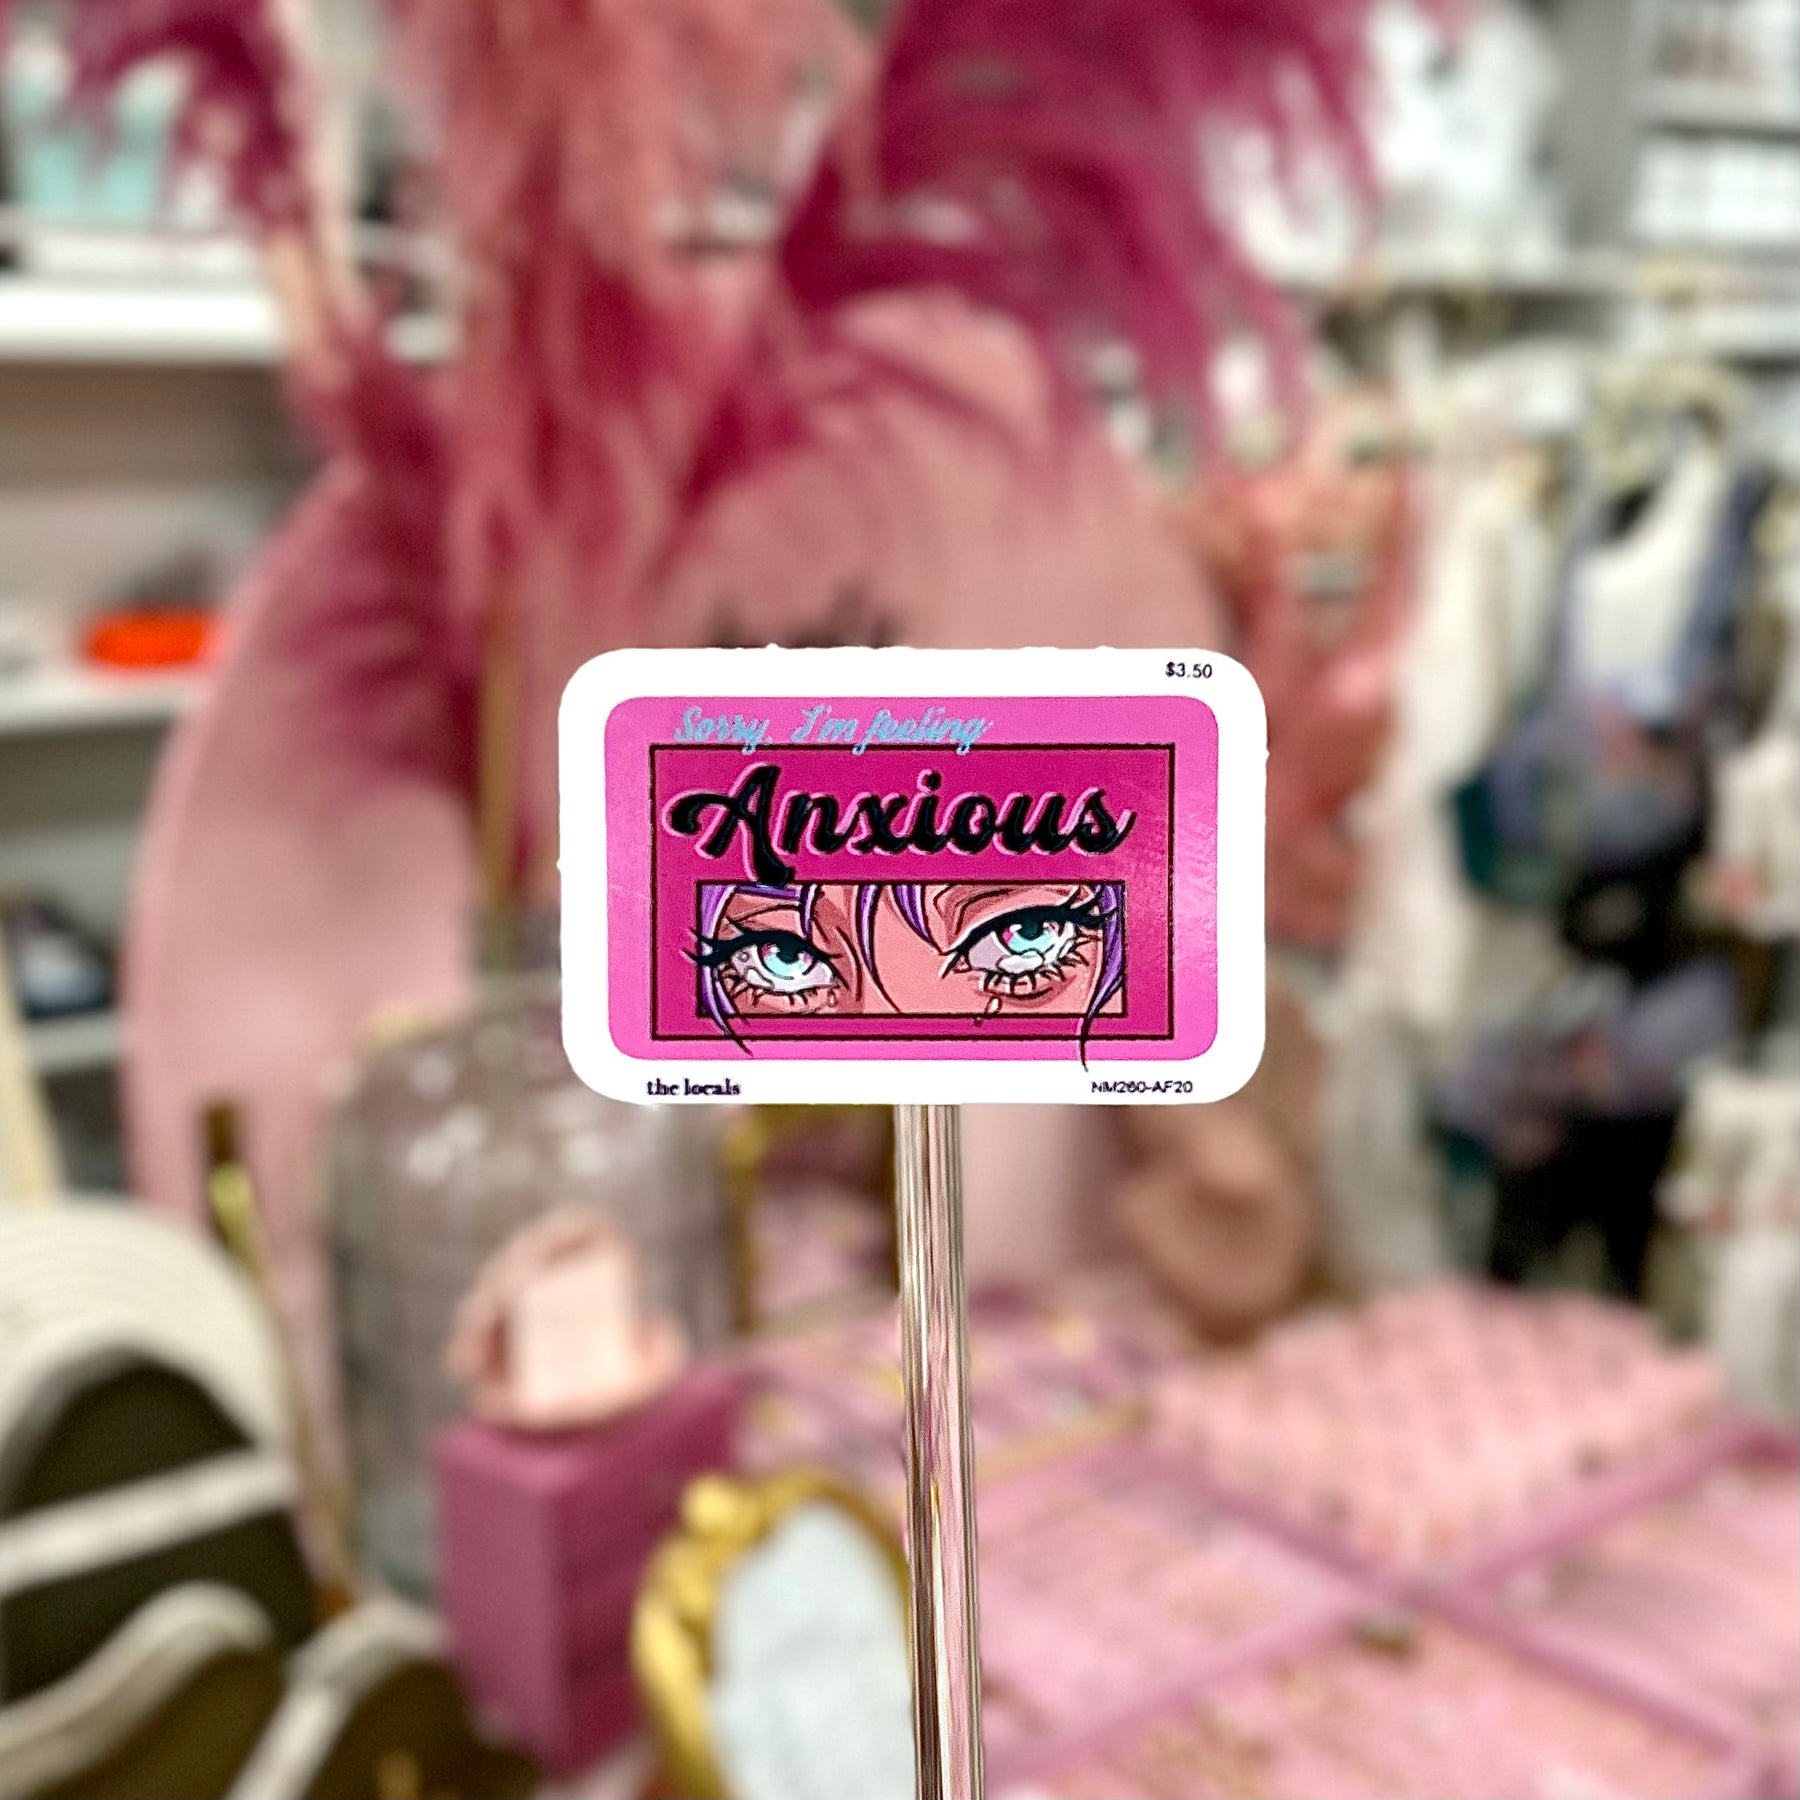 $3.50
Sorry, I'm feeling
Anxious
the locals
NM260-AF20